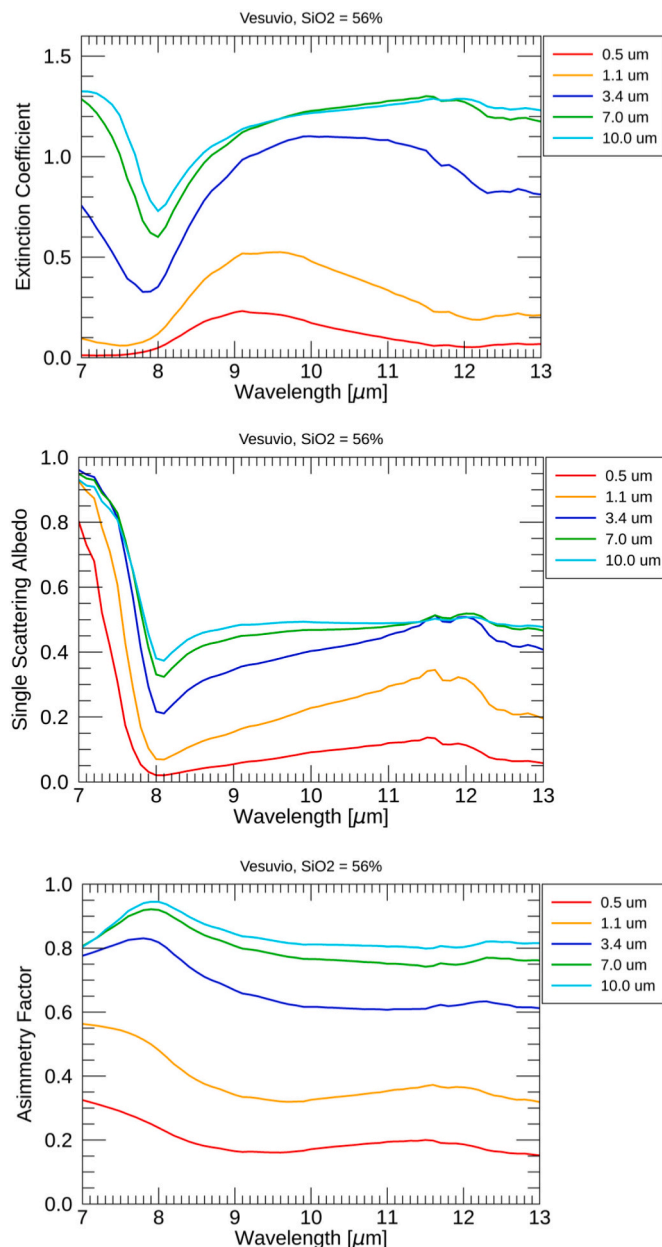 Vesuvio, SiO2 = 56%
Extinction Coefficient
1.5
1.0
0.5
0.0
7 8 9 10 11 12 13
Wavelength [μm]
0.5 um
1.1 um
3.4 um
7.0 um
10.0 um
Vesuvio, SiO2 = 56%
Single Scattering Albedo
1.0
0.8
0.6
0.4
0.2
0.0
7 8 9 10 11 12 13
Wavelength [μm]
0.5 um
1.1 um
3.4 um
7.0 um
10.0 um
Vesuvio, SiO2 = 56%
Asimmetry Factor
1.0
0.8
0.6
0.4
0.2
0.0
7 8 9 10 11 12 13
Wavelength [μm]
0.5 um
1.1 um
3.4 um
7.0 um
10.0 um